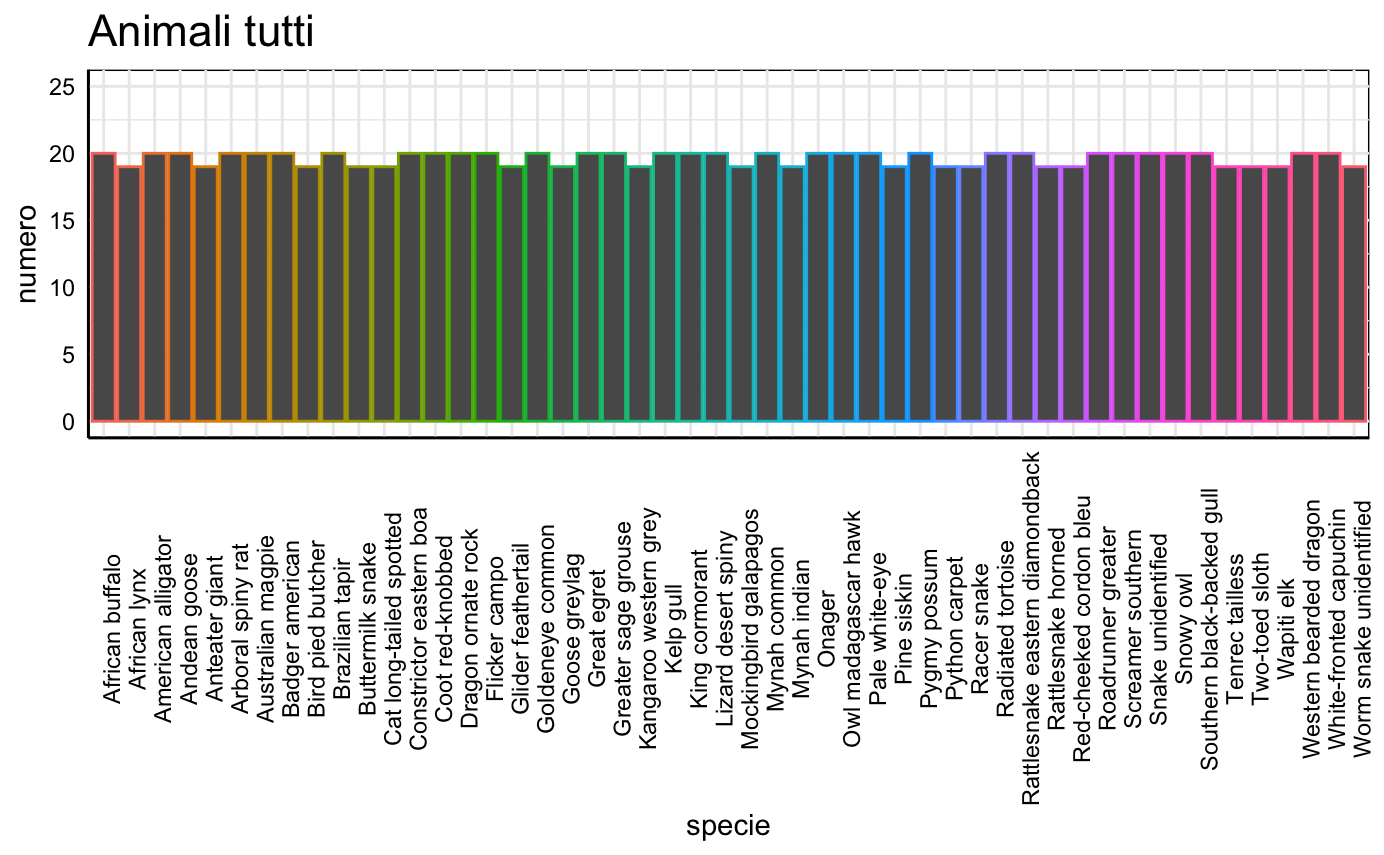 Animali tutti
numero
25
20
15
10
5
0
African buffalo
African lynx
American alligator
Andean goose
Anteater giant
Arboral spiny rat
Australian magpie
Badger american
Bird pied butcher
Brazilian tapir
Buttermilk snake
Cat long-tailed spotted
Constrictor eastern boa
Coot red-knobbed
Dragon ornate rock
Flicker campo
Glider feathertail
Goldeneye common
Goose greylag
Great egret
Greater sage grouse
Kangaroo western grey
Kelp gull
King cormorant
Lizard desert spiny
Mockingbird galapagos
Mynah common
Mynah indian
Onager
Owl madagascar hawk
Pale white-eye
Pine siskin
Pygmy possum
Python carpet
Racer snake
Radiated tortoise
Rattlesnake eastern diamondback
Rattlesnake horned
Red-cheeked cordon bleu
Roadrunner greater
Screamer southern
Snake unidentified
Snowy owl
Southern black-backed gull
Tenrec tailless
Two-toed sloth
Wapiti elk
Western bearded dragon
White-fronted capuchin
Worm snake unidentified
specie